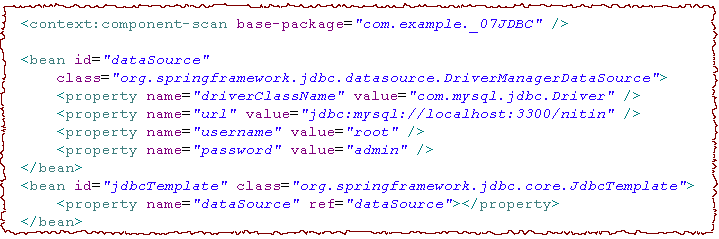 <context:component-scan base-package="com.example._07JDBC" />
<bean id="dataSource"
class="org.springframework.jdbc.datasource.DriverManagerDataSource">
<property name="driverClassName" value="com.mysql.jdbc.Driver" />
<property name="url" value="jdbc:mysql://localhost:3300/nitin" />
<property name="username" value="root" />
<property name="password" value="admin" />
</bean>
<bean id="jdbcTemplate" class="org.springframework.jdbc.core.JdbcTemplate">
<property name="dataSource" ref="dataSource"></property>
</bean>